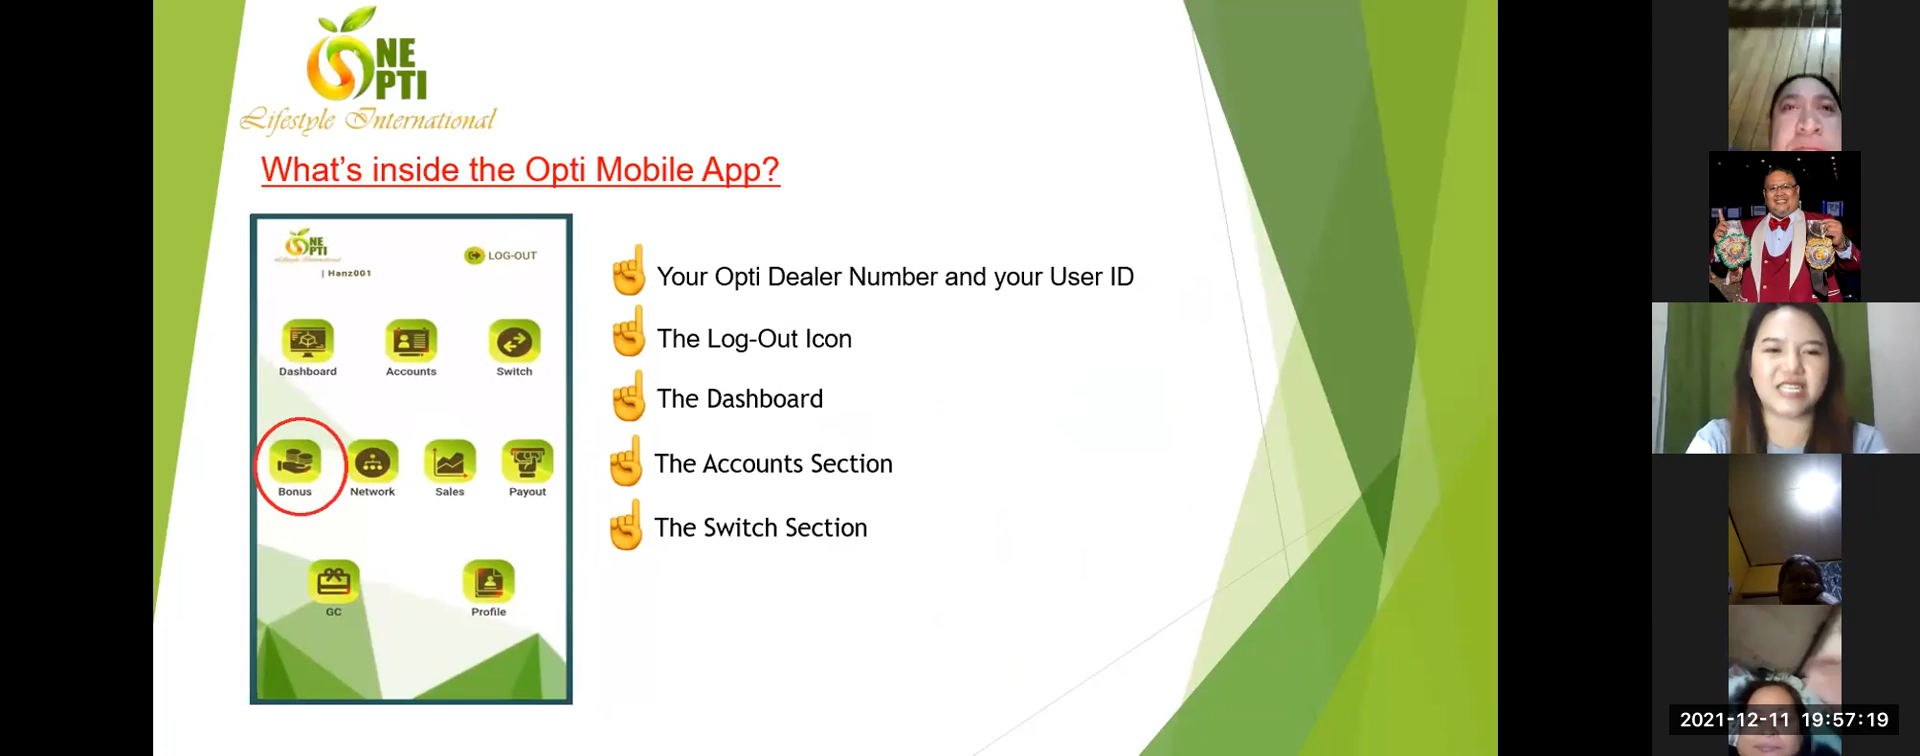 NE
PTI
Lifestyle International
What's inside the Opti Mobile App?
NE
PTI
LOG-OUT
| Hanz001
Dashboard
Accounts
Switch
Bonus
Network
Sales
Payout
GC
Profile
Your Opti Dealer Number and your User ID
The Log-Out Icon
The Dashboard
The Accounts Section
The Switch Section
2021-12-11 19:57:19